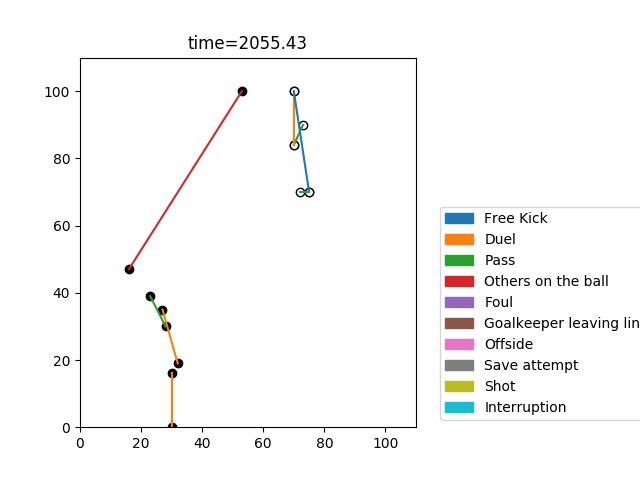 time=2055.43
100
80
60
40
20
0
0 20 40 60 80 100
Free Kick
Duel
Pass
Others on the ball
Foul
Goalkeeper leaving lin
Offside
Save attempt
Shot
Interruption